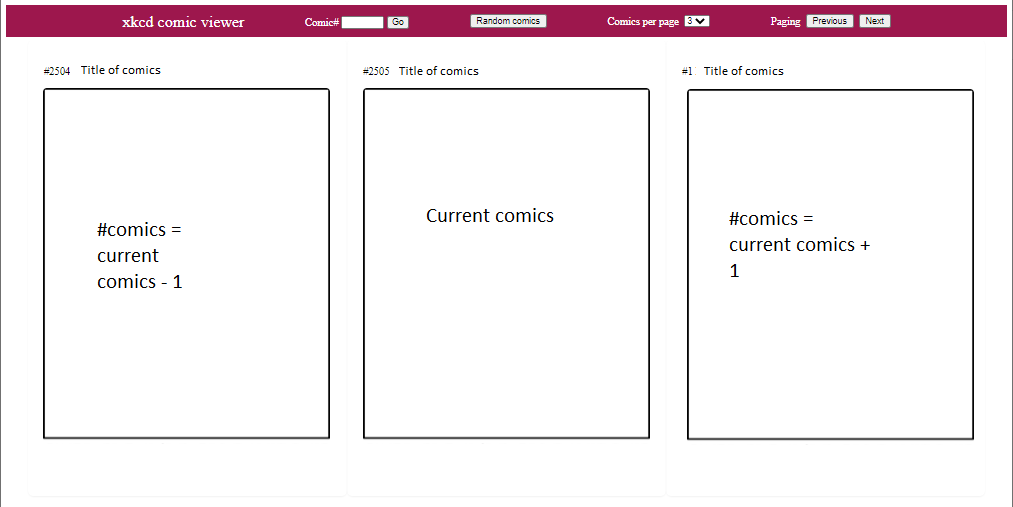 xkcd comic viewer Comic# Go Random comics Comics per page 3 Paging Previous Next
#2504 Title of comics #2505 Title of comics #1 Title of comics
#comics =
current
comics - 1
Current comics
#comics =
current comics +
1